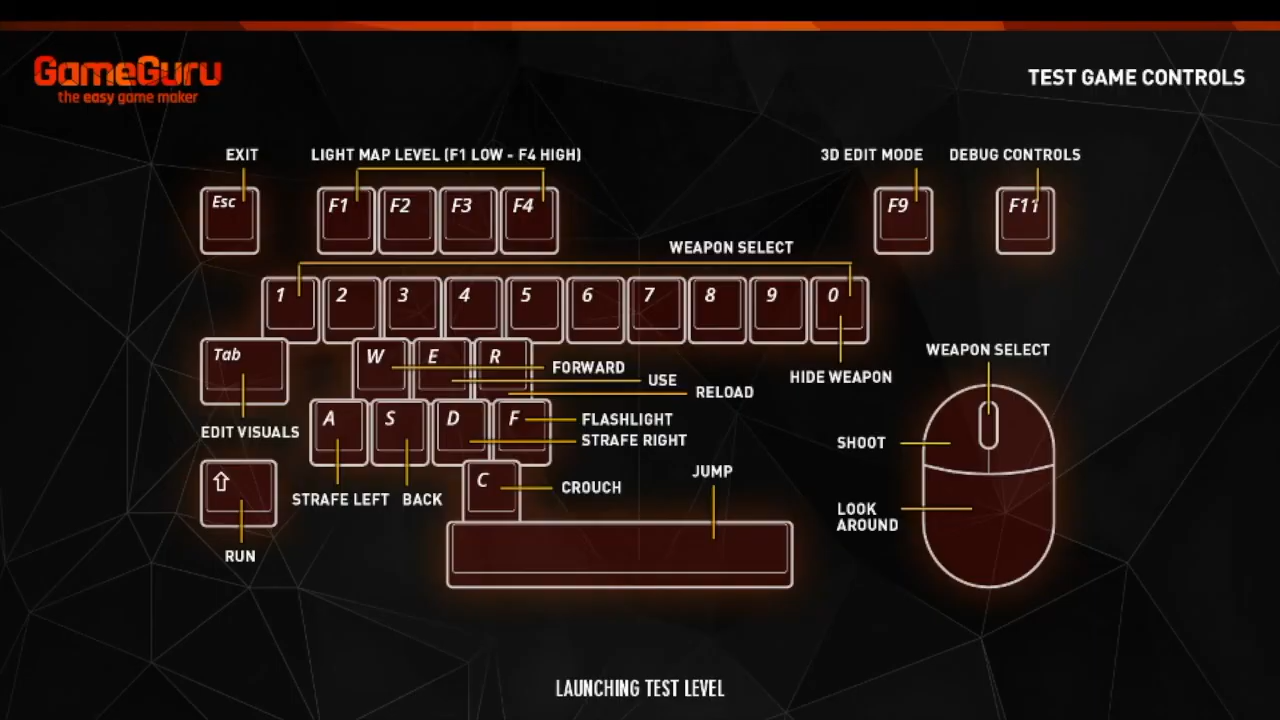 GameGuru
the easy game maker
TEST GAME CONTROLS
EXIT
LIGHT MAP LEVEL (F1 LOW - F4 HIGH)
3D EDIT MODE
DEBUG CONTROLS
Esc
F1
F2
F3
F4
F9
F11
WEAPON SELECT
1
2
3
4
5
6
7
8
9
0
Tab
W
E
R
FORWARD
USE
RELOAD
HIDE WEAPON
WEAPON SELECT
EDIT VISUALS
A
S
D
F
FLASHLIGHT
STRAFE RIGHT
SHOOT
STRAFE LEFT
BACK
C
CROUCH
JUMP
LOOK
AROUND
RUN
LAUNCHING TEST LEVEL